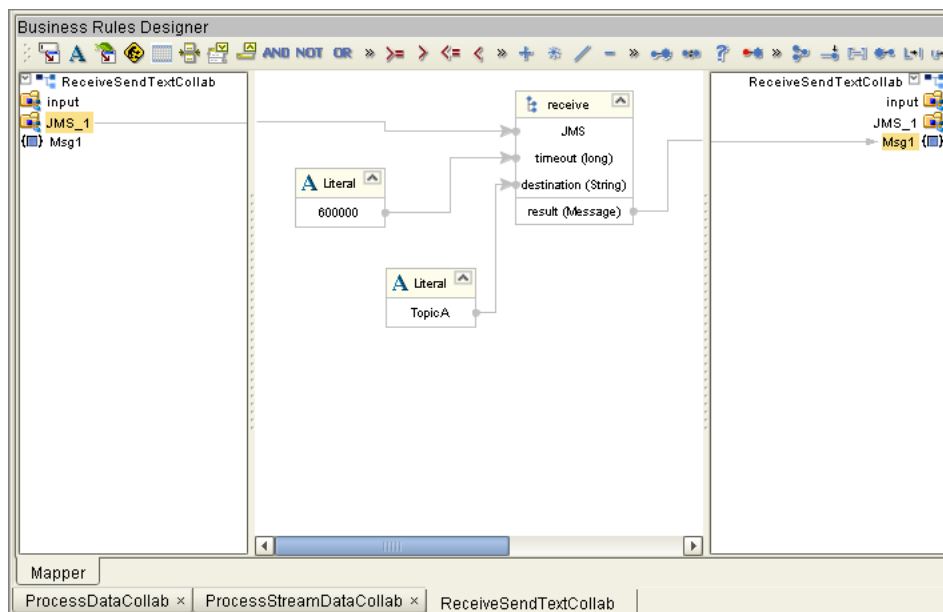 Business Rules Designer
A AND NOT OR » >= > <= < » + * / - » ? » [=]
ReceiveSendTextCollab
input
JMS_1
{ } Msg1
receive
JMS
timeout (long)
destination (String)
result (Message)
A Literal
600000
A Literal
TopicA
ReceiveSendTextCollab
input
JMS_1
Msg1 { }
Mapper
ProcessDataCollab × ProcessStreamDataCollab × ReceiveSendTextCollab